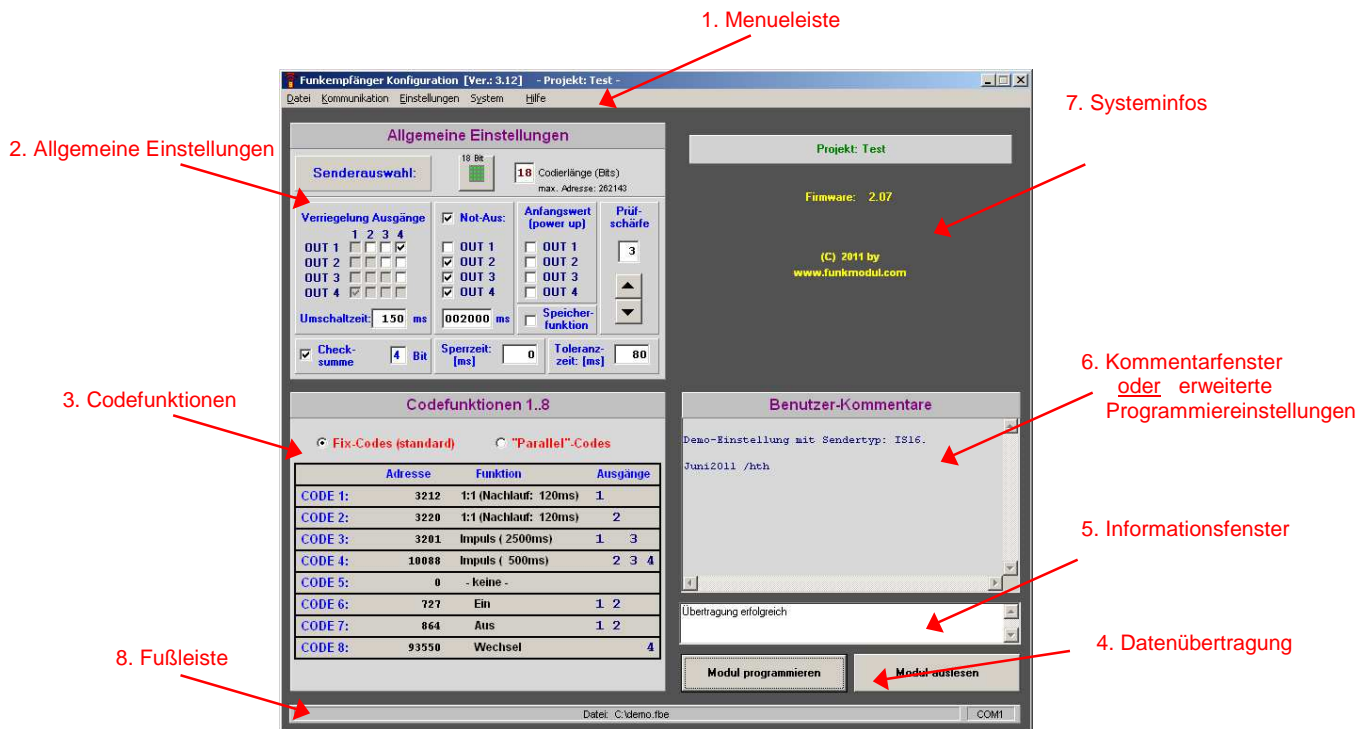 1. Menueleiste
Funkempfänger Konfiguration [Ver.: 3.12] - Projekt: Test -
Datei Kommunikation Einstellungen System Hilfe
7. Systeminfos
2. Allgemeine Einstellungen
Allgemeine Einstellungen
Senderauswahl:
18 Bit
18 Codierlänge (Bits)
max. Adresse: 262143
Verriegelung Ausgänge
1 2 3 4
OUT 1
OUT 2
OUT 3
OUT 4
Umschaltzeit: 150 ms
Not-Aus:
OUT 1
OUT 2
OUT 3
OUT 4
002000 ms
Anfangswert
(power up)
OUT 1
OUT 2
OUT 3
OUT 4
Speicher-
funktion
Prüf-
schärfe
3
Check-
summe
4 Bit
Sperrzeit:
[ms]
0
Toleranz-
zeit: [ms]
80
Projekt: Test
Firmware: 2.07
(C) 2011 by
www.funkmodul.com
3. Codefunktionen
Codefunktionen 1..8
Fix-Codes (standard) "Parallel"-Codes
Adresse Funktion Ausgänge
CODE 1: 3212 1:1 (Nachlauf: 120ms) 1
CODE 2: 3220 1:1 (Nachlauf: 120ms) 2
CODE 3: 3201 Impuls ( 2500ms) 1 3
CODE 4: 10088 Impuls ( 500ms) 2 3 4
CODE 5: 0 - keine -
CODE 6: 727 Ein 1 2
CODE 7: 864 Aus 1 2
CODE 8: 93550 Wechsel 4
6. Kommentarfenster
oder erweiterte
Programmiereinstellungen
Benutzer-Kommentare
Demo-Einstellung mit Sendertyp: IS16.
Juni2011 /hth
5. Informationsfenster
Übertragung erfolgreich
4. Datenübertragung
Modul programmieren Modul auslesen
8. Fußleiste
Datei: C:\demo.fbe COM1